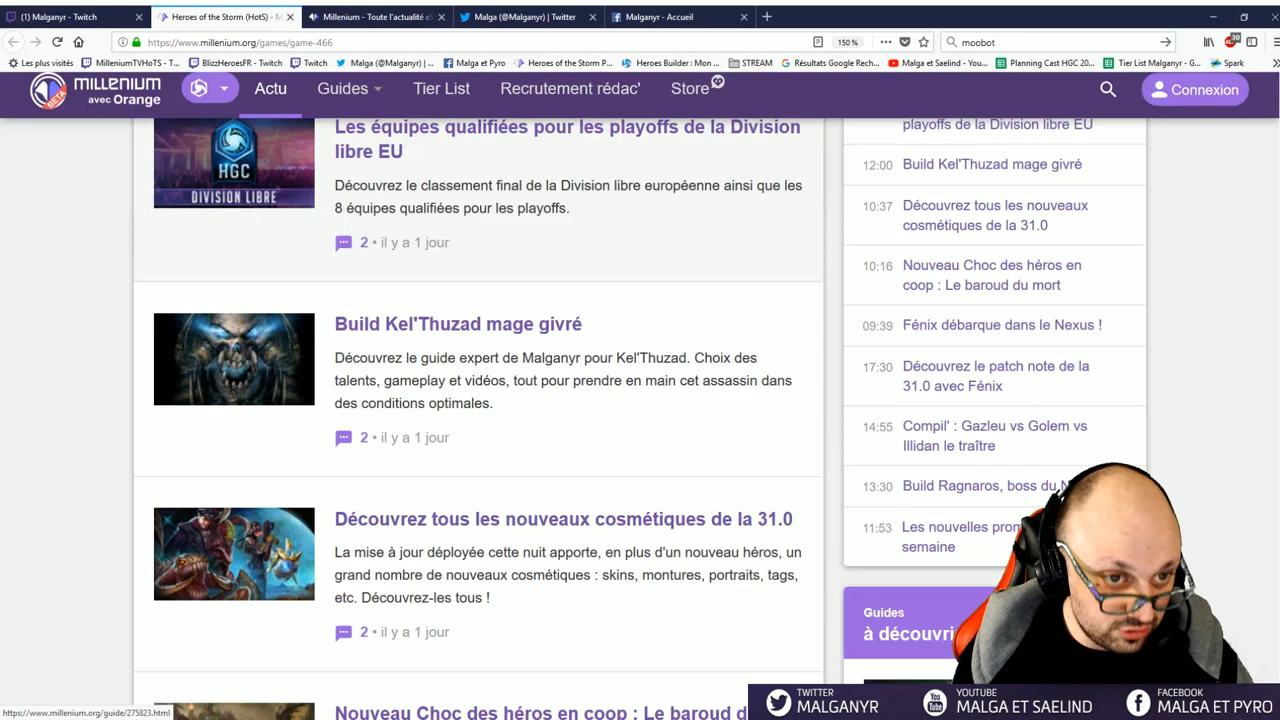 (1) Malganyr - Twitch
Heroes of the Storm (HotS) - M
Millenium - Toute l'actualité eS
Malga (@Malganyr) | Twitter
Malganyr - Accueil
https://www.millenium.org/games/game-466
150 %
moobot
Les plus visités
MilleniumTVHoTS - T...
BlizzHeroesFR - Twitch
Twitch
Malga (@Malganyr) | ...
Malga et Pyro
Heroes of the Storm P...
Heroes Builder : Mon ...
STREAM
Résultats Google Rech...
Malga et Saelind - You...
Planning Cast HGC 20...
Tier List Malganyr - G...
Spark
30
MILLENIUM
avec Orange
BETA
Actu
Guides
Tier List
Recrutement rédac'
Store
Connexion
Les équipes qualifiées pour les playoffs de la Division
libre EU
HGC
DIVISION LIBRE
Découvrez le classement final de la Division libre européenne ainsi que les
8 équipes qualifiées pour les playoffs.
2 • il y a 1 jour
Build Kel'Thuzad mage givré
Découvrez le guide expert de Malganyr pour Kel'Thuzad. Choix des
talents, gameplay et vidéos, tout pour prendre en main cet assassin dans
des conditions optimales.
2 • il y a 1 jour
Découvrez tous les nouveaux cosmétiques de la 31.0
La mise à jour déployée cette nuit apporte, en plus d'un nouveau héros, un
grand nombre de nouveaux cosmétiques : skins, montures, portraits, tags,
etc. Découvrez-les tous !
2 • il y a 1 jour
Nouveau Choc des héros en coop : Le baroud d
playoffs de la Division libre EU
12:00 Build Kel'Thuzad mage givré
10:37 Découvrez tous les nouveaux
cosmétiques de la 31.0
10:16 Nouveau Choc des héros en
coop : Le baroud du mort
09:39 Fénix débarque dans le Nexus !
17:30 Découvrez le patch note de la
31.0 avec Fénix
14:55 Compil' : Gazleu vs Golem vs
Illidan le traître
13:30 Build Ragnaros, boss du N
11:53 Les nouvelles prom
semaine
Guides
à découvri
https://www.millenium.org/guide/275823.html
TWITTER
MALGANYR
YOUTUBE
MALGA ET SAELIND
FACEBOOK
MALGA ET PYRO